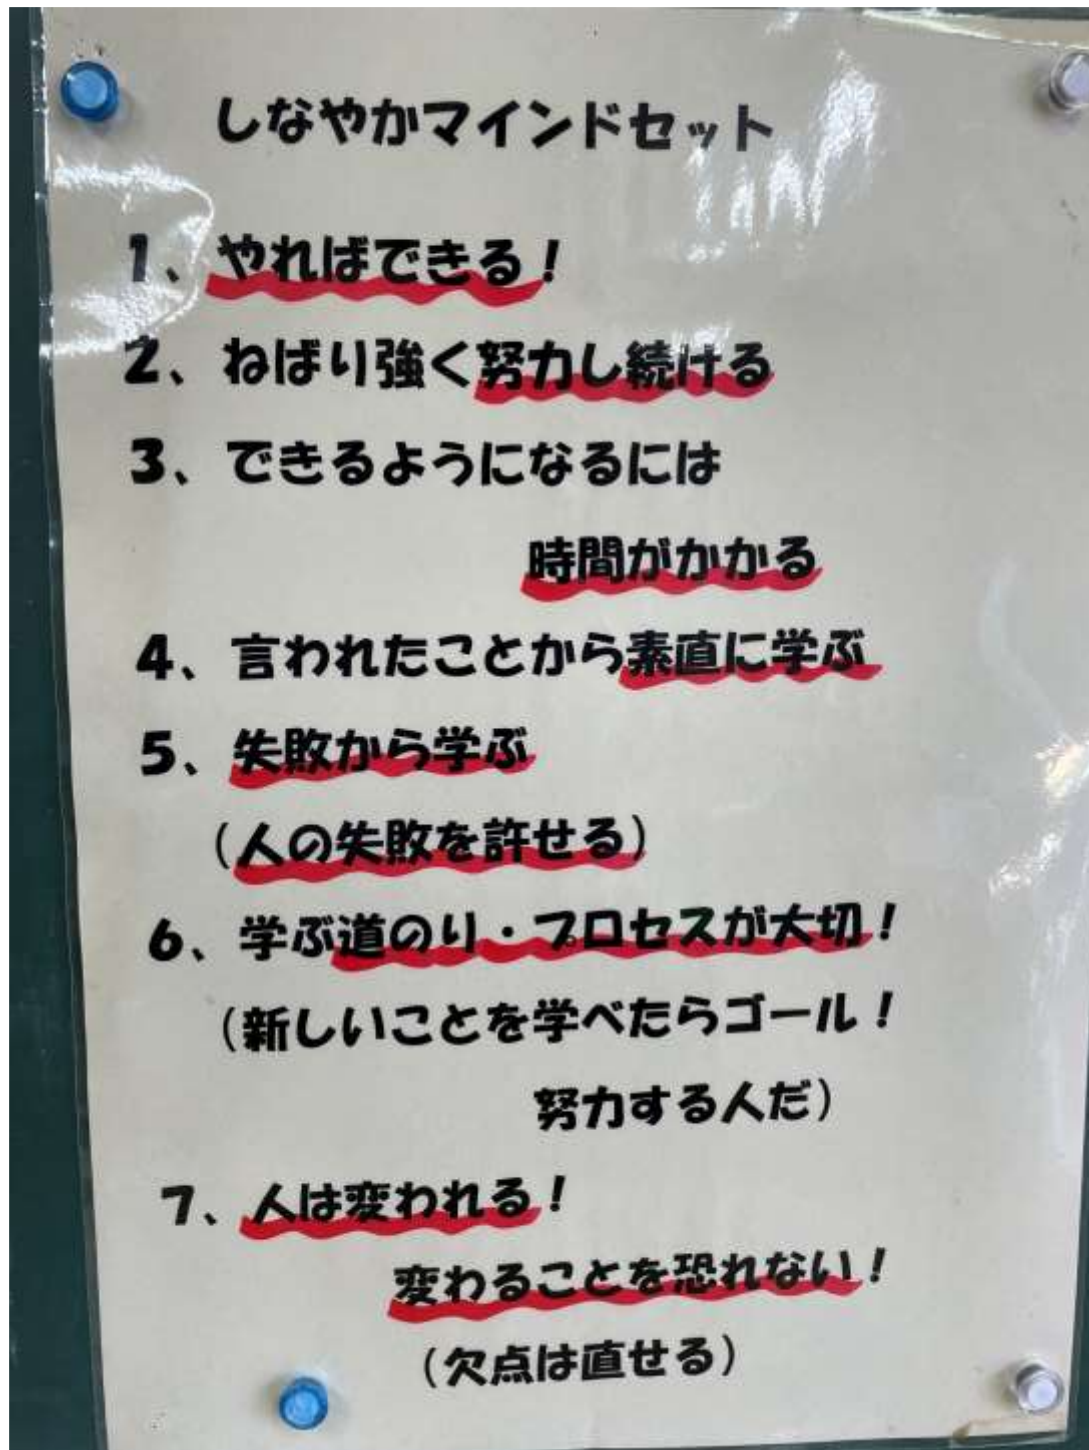 しなやかマインドセット
1、やればできる！
2、ねばり強く努力し続ける
3、できるようになるには
時間がかかる
4、言われたことから素直に学ぶ
5、失敗から学ぶ
（人の失敗を許せる）
6、学ぶ道のり・プロセスが大切！
（新しいことを学べたらゴール！
努力する人だ）
7、人は変われる！
変わることを恐れない！
（欠点は直せる）